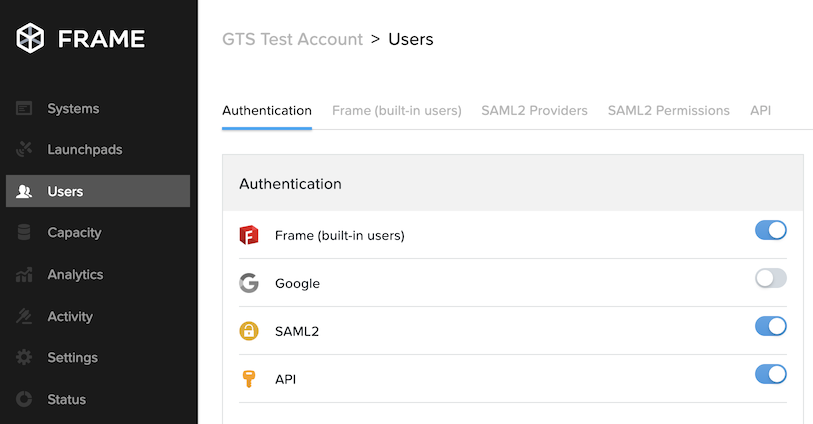 FRAME
Systems
Launchpads
Users
Capacity
Analytics
Activity
Settings
Status
GTS Test Account > Users
Authentication Frame (built-in users) SAML2 Providers SAML2 Permissions API
Authentication
Frame (built-in users)
Google
SAML2
API